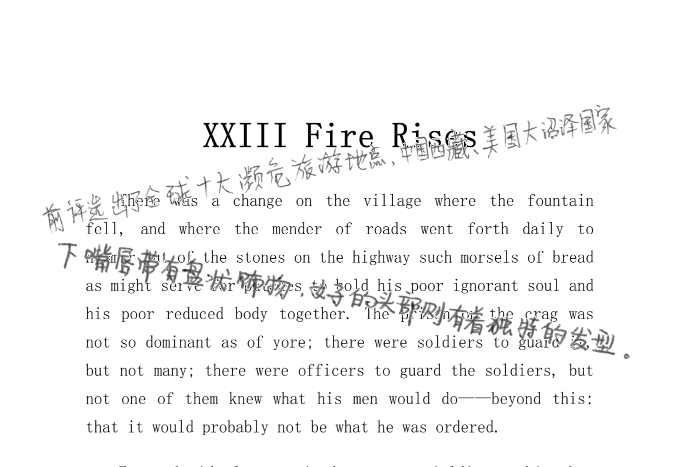 XXIII Fire Rises
前评选出了全球十大濒危旅游地点,中国西藏、美国大沼泽国家
There was a change on the village where the fountain
fell, and where the mender of roads went forth daily to
out of the stones on the highway such morsels of bread
下嘴唇带有盘状饰物,女子的头部则有着独特的发型。
as might serve for patches to hold his poor ignorant soul and
his poor reduced body together. The prison on the crag was
not so dominant as of yore; there were soldiers to guard it,
but not many; there were officers to guard the soldiers, but
not one of them knew what his men would do——beyond this:
that it would probably not be what he was ordered.